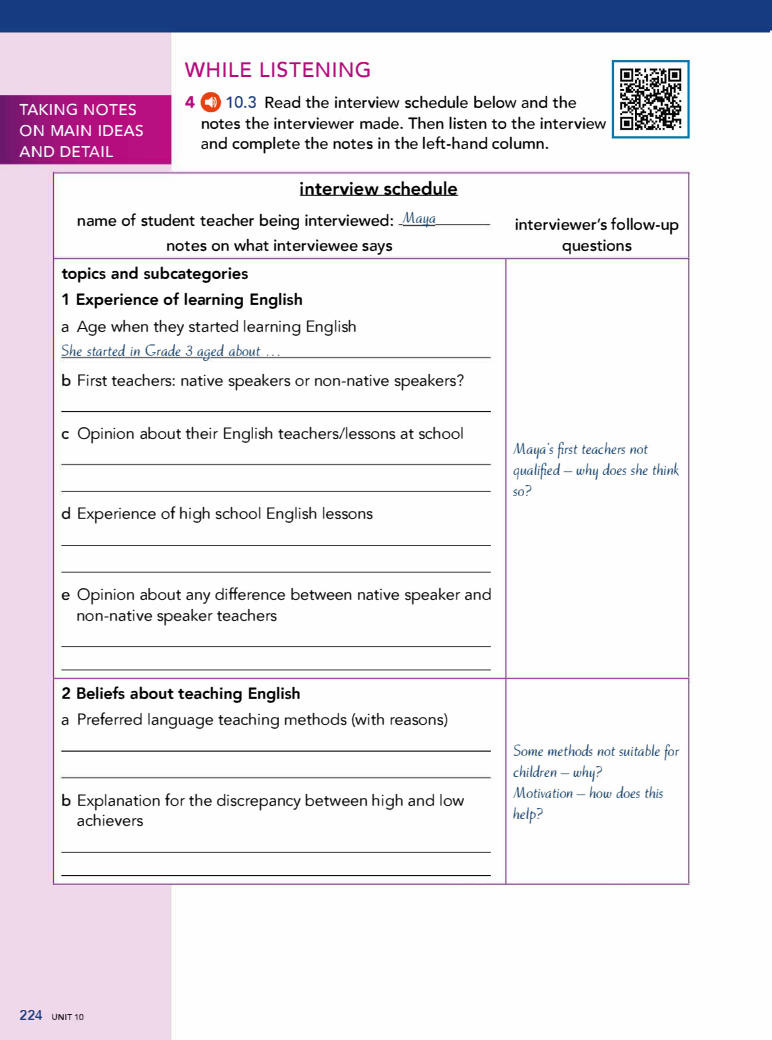 WHILE LISTENING
TAKING NOTES
ON MAIN IDEAS
AND DETAIL
4 10.3 Read the interview schedule below and the
notes the interviewer made. Then listen to the interview
and complete the notes in the left-hand column.
interview schedule
name of student teacher being interviewed: Maya
notes on what interviewee says
interviewer's follow-up
questions
topics and subcategories
1 Experience of learning English
a Age when they started learning English
She started in Grade 3 aged about ...
b First teachers: native speakers or non-native speakers?
c Opinion about their English teachers/lessons at school
d Experience of high school English lessons
e Opinion about any difference between native speaker and
non-native speaker teachers
Maya's first teachers not
qualified – why does she think
so?
2 Beliefs about teaching English
a Preferred language teaching methods (with reasons)
b Explanation for the discrepancy between high and low
achievers
Some methods not suitable for
children – why?
Motivation – how does this
help?
224 UNIT 10